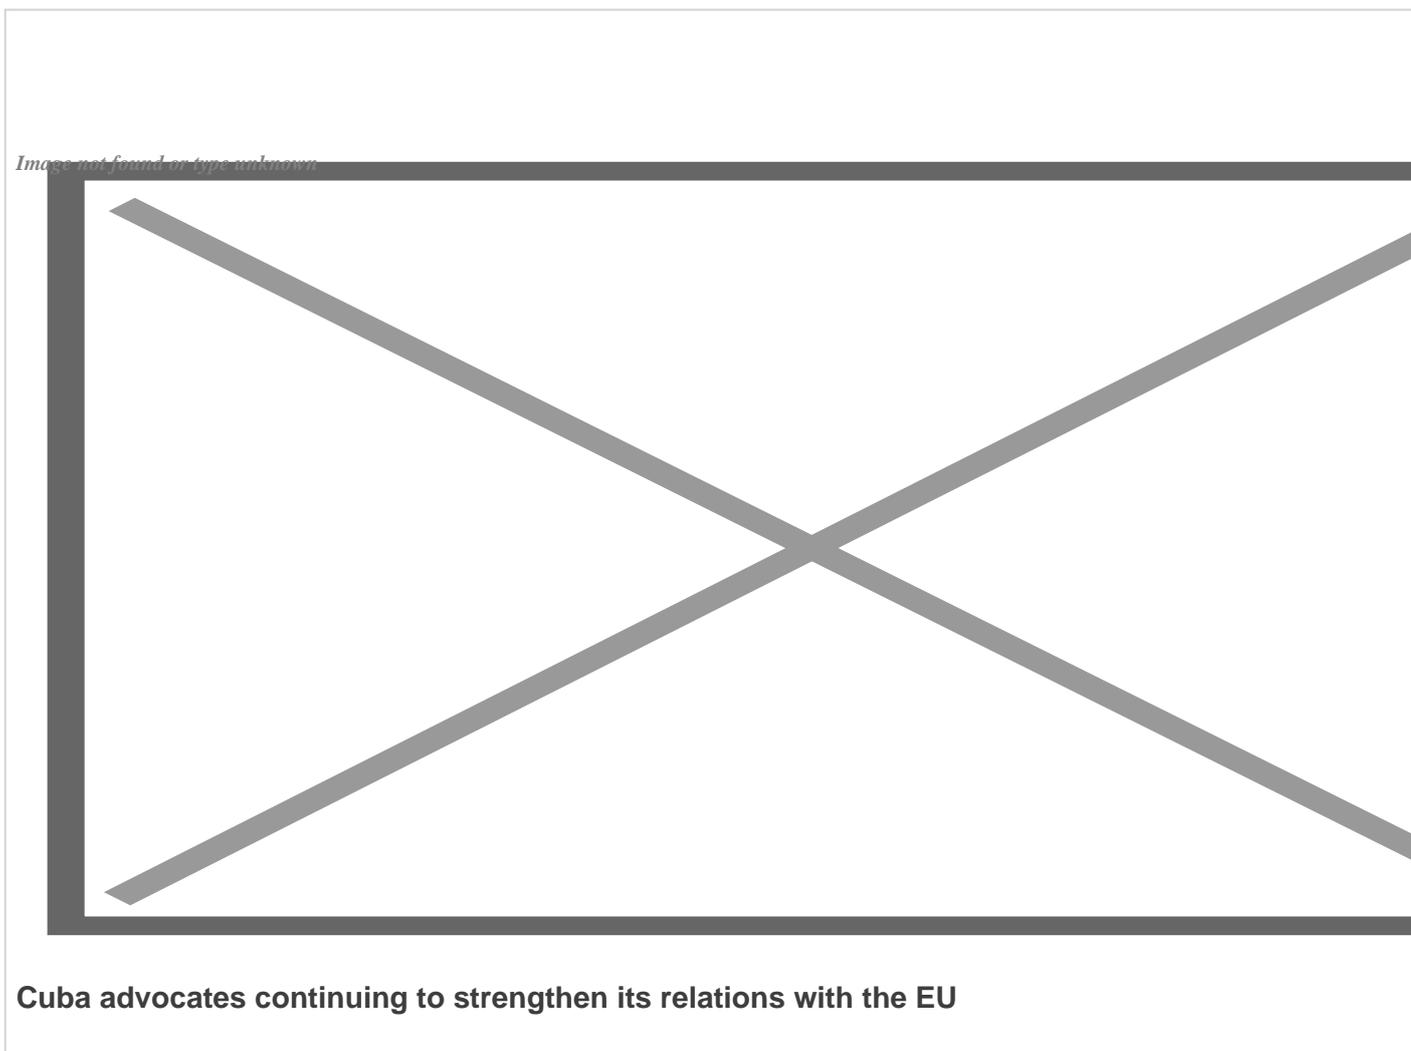 Image not found or type unknown
Cuba advocates continuing to strengthen its relations with the EU